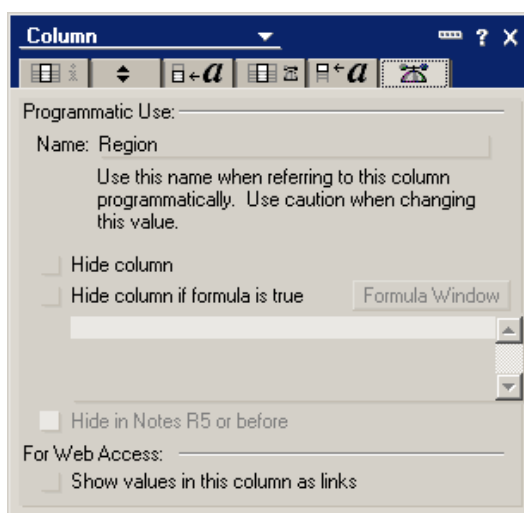 Column
?
a a
Programmatic Use:
Name: Region
Use this name when referring to this column
programmatically. Use caution when changing
this value.
Hide column
Hide column if formula is true Formula Window
Hide in Notes R5 or before
For Web Access:
Show values in this column as links